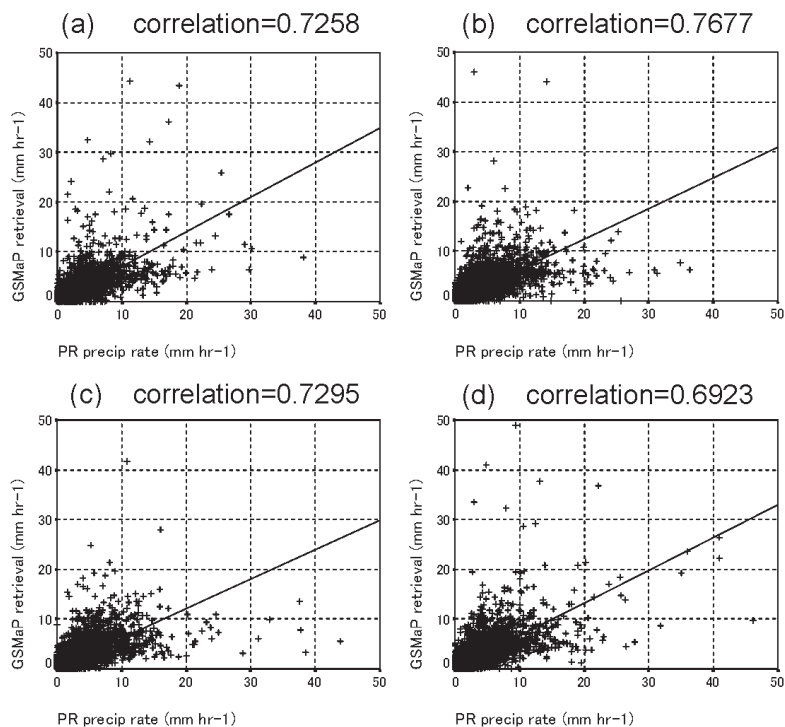 (a) correlation=0.7258
GSMaP retrieval (mm hr-1)
50
40
30
20
10
0
0 10 20 30 40 50
PR precip rate (mm hr-1)
(b) correlation=0.7677
GSMaP retrieval (mm hr-1)
50
40
30
20
10
0
0 10 20 30 40 50
PR precip rate (mm hr-1)
(c) correlation=0.7295
GSMaP retrieval (mm hr-1)
50
40
30
20
10
0
0 10 20 30 40 50
PR precip rate (mm hr-1)
(d) correlation=0.6923
GSMaP retrieval (mm hr-1)
50
40
30
20
10
0
0 10 20 30 40 50
PR precip rate (mm hr-1)